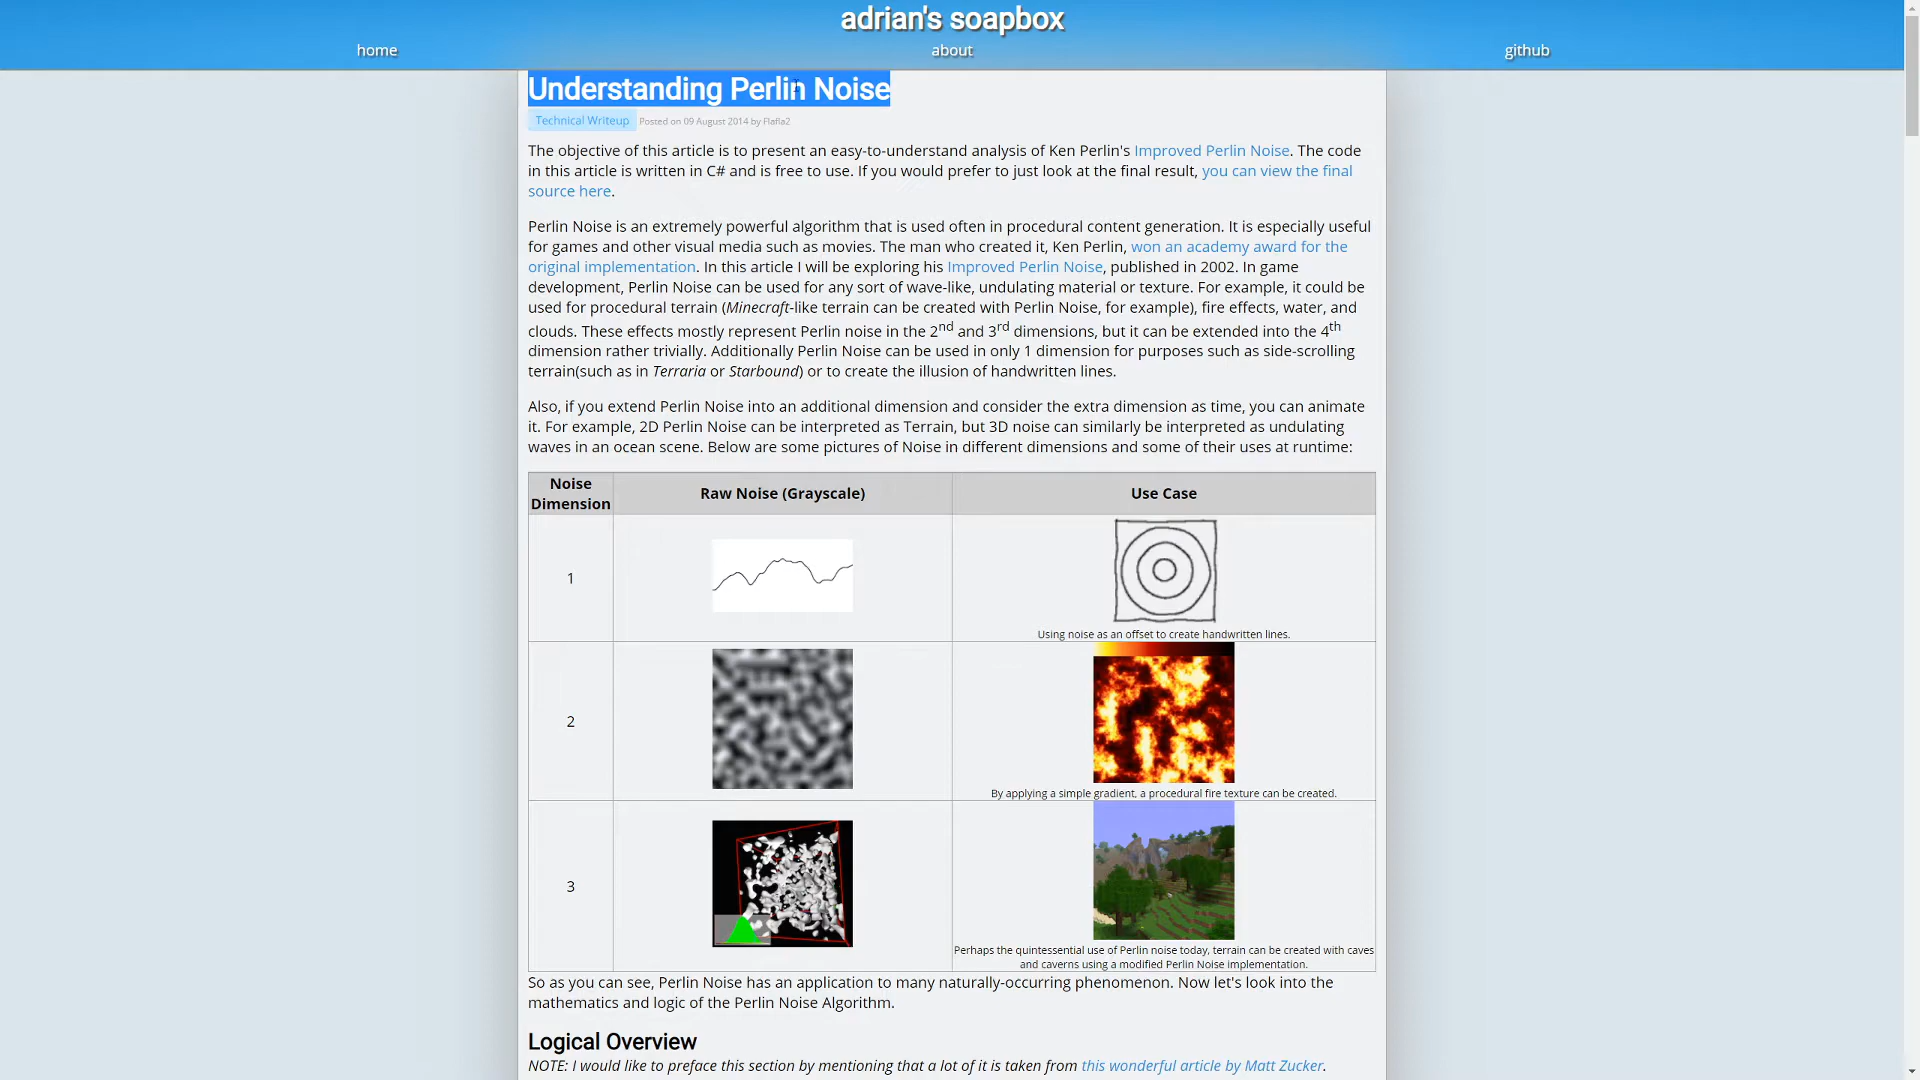 adrian's soapbox
home
about
github
Understanding Perlin Noise
Technical Writeup Posted on 09 August 2014 by Flafla2
The objective of this article is to present an easy-to-understand analysis of Ken Perlin's Improved Perlin Noise. The code
in this article is written in C# and is free to use. If you would prefer to just look at the final result, you can view the final
source here.
Perlin Noise is an extremely powerful algorithm that is used often in procedural content generation. It is especially useful
for games and other visual media such as movies. The man who created it, Ken Perlin, won an academy award for the
original implementation. In this article I will be exploring his Improved Perlin Noise, published in 2002. In game
development, Perlin Noise can be used for any sort of wave-like, undulating material or texture. For example, it could be
used for procedural terrain (Minecraft-like terrain can be created with Perlin Noise, for example), fire effects, water, and
clouds. These effects mostly represent Perlin noise in the 2nd and 3rd dimensions, but it can be extended into the 4th
dimension rather trivially. Additionally Perlin Noise can be used in only 1 dimension for purposes such as side-scrolling
terrain(such as in Terraria or Starbound) or to create the illusion of handwritten lines.
Also, if you extend Perlin Noise into an additional dimension and consider the extra dimension as time, you can animate
it. For example, 2D Perlin Noise can be interpreted as Terrain, but 3D noise can similarly be interpreted as undulating
waves in an ocean scene. Below are some pictures of Noise in different dimensions and some of their uses at runtime:
Noise
Dimension
Raw Noise (Grayscale)
Use Case
1
Using noise as an offset to create handwritten lines.
2
By applying a simple gradient, a procedural fire texture can be created.
3
Perhaps the quintessential use of Perlin noise today, terrain can be created with caves
and caverns using a modified Perlin Noise implementation.
So as you can see, Perlin Noise has an application to many naturally-occurring phenomenon. Now let's look into the
mathematics and logic of the Perlin Noise Algorithm.
Logical Overview
NOTE: I would like to preface this section by mentioning that a lot of it is taken from this wonderful article by Matt Zucker.